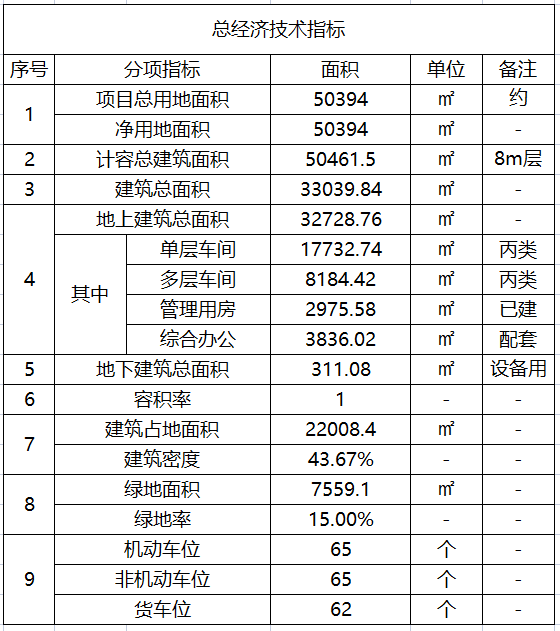 总经济技术指标
序号 分项指标 面积 单位 备注
1 项目总用地面积 50394 ㎡ 约
净用地面积 50394 ㎡ -
2 计容总建筑面积 50461.5 ㎡ 8m层
3 建筑总面积 33039.84 ㎡ -
4 地上建筑总面积 32728.76 ㎡ -
其中 单层车间 17732.74 ㎡ 丙类
多层车间 8184.42 ㎡ 丙类
管理用房 2975.58 ㎡ 已建
综合办公 3836.02 ㎡ 配套
5 地下建筑总面积 311.08 ㎡ 设备用
6 容积率 1 - -
7 建筑占地面积 22008.4 ㎡ -
建筑密度 43.67% - -
8 绿地面积 7559.1 ㎡ -
绿地率 15.00% - -
9 机动车位 65 个 -
非机动车位 65 个 -
货车位 62 个 -